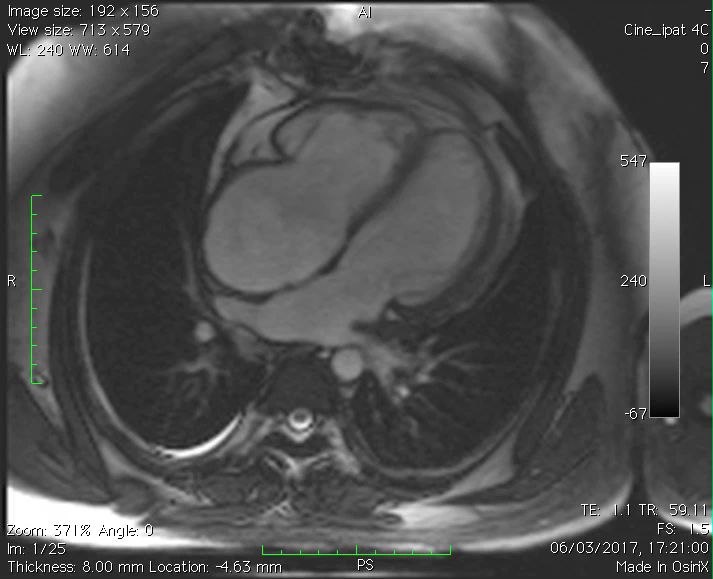 Image size: 192 x 156
View size: 713 x 579
WL: 240 WW: 614
AI
Cine_ipat 4C
0
7
547
R
240
L
-67
TE: 1.1 TR: 59.11
FS: 1.5
06/03/2017, 17:21:00
Made In OsiriX
Zoom: 371% Angle: 0
Im: 1/25
Thickness: 8.00 mm Location: -4.63 mm
PS